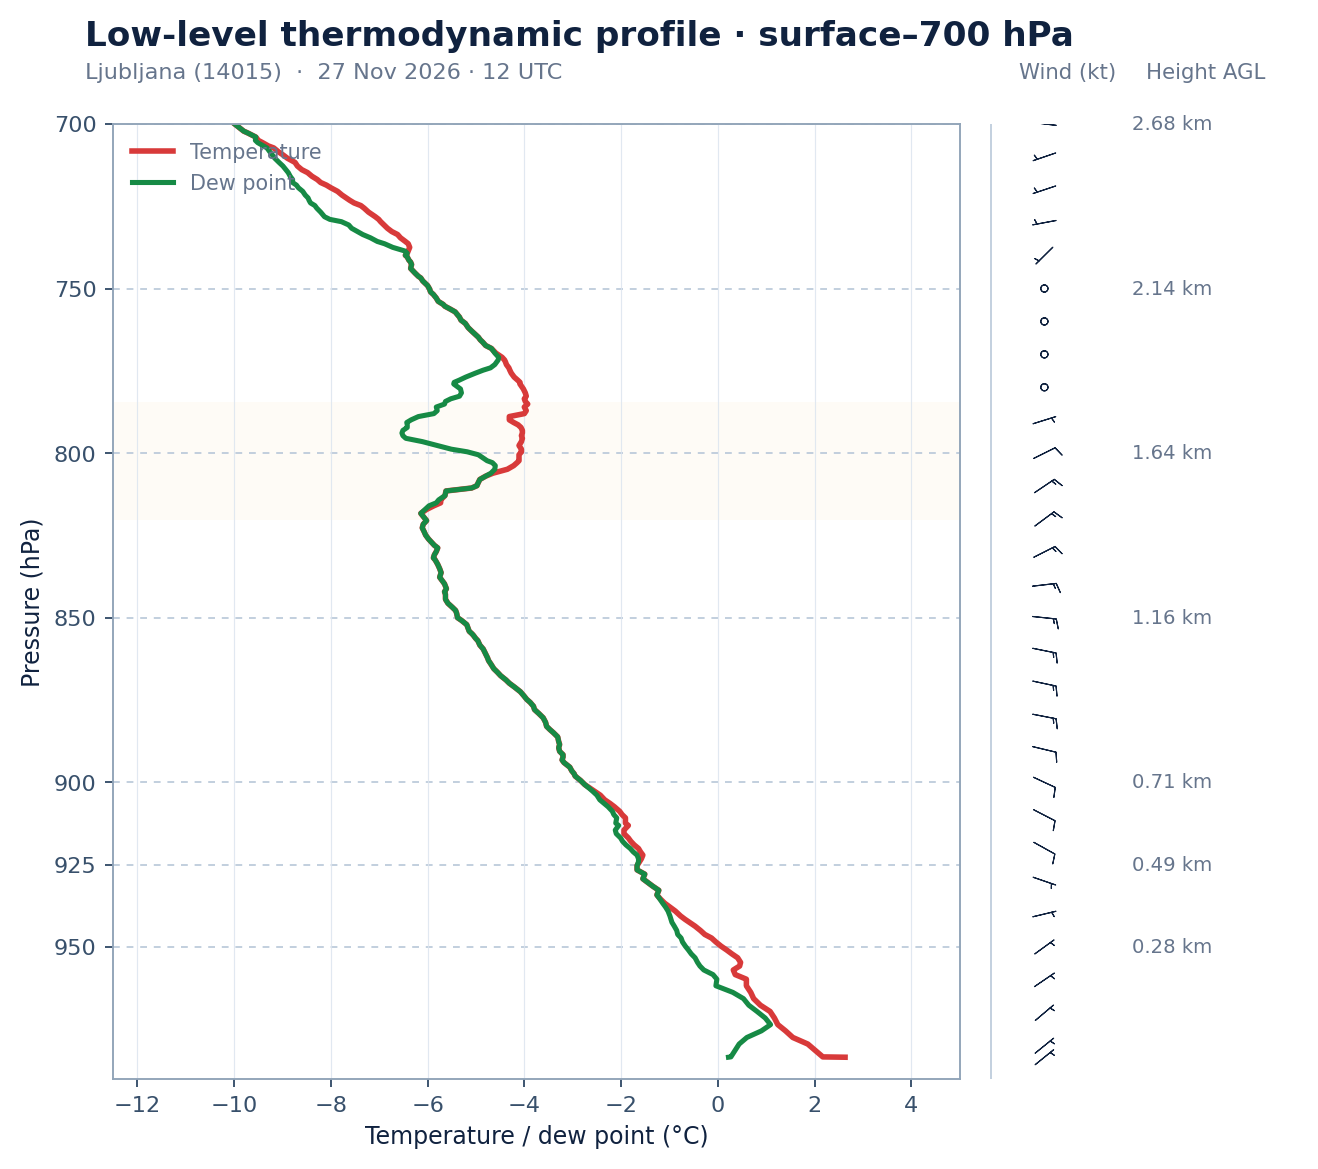 Low-level thermodynamic profile · surface–700 hPa
Ljubljana (14015)  ·  27 Nov 2026 · 12 UTC
Wind (kt)
Height AGL
Temperature
Dew point
700
750
800
850
900
925
950
Pressure (hPa)
2.68 km
2.14 km
1.64 km
1.16 km
0.71 km
0.49 km
0.28 km
−12
−10
−8
−6
−4
−2
0
2
4
Temperature / dew point (°C)